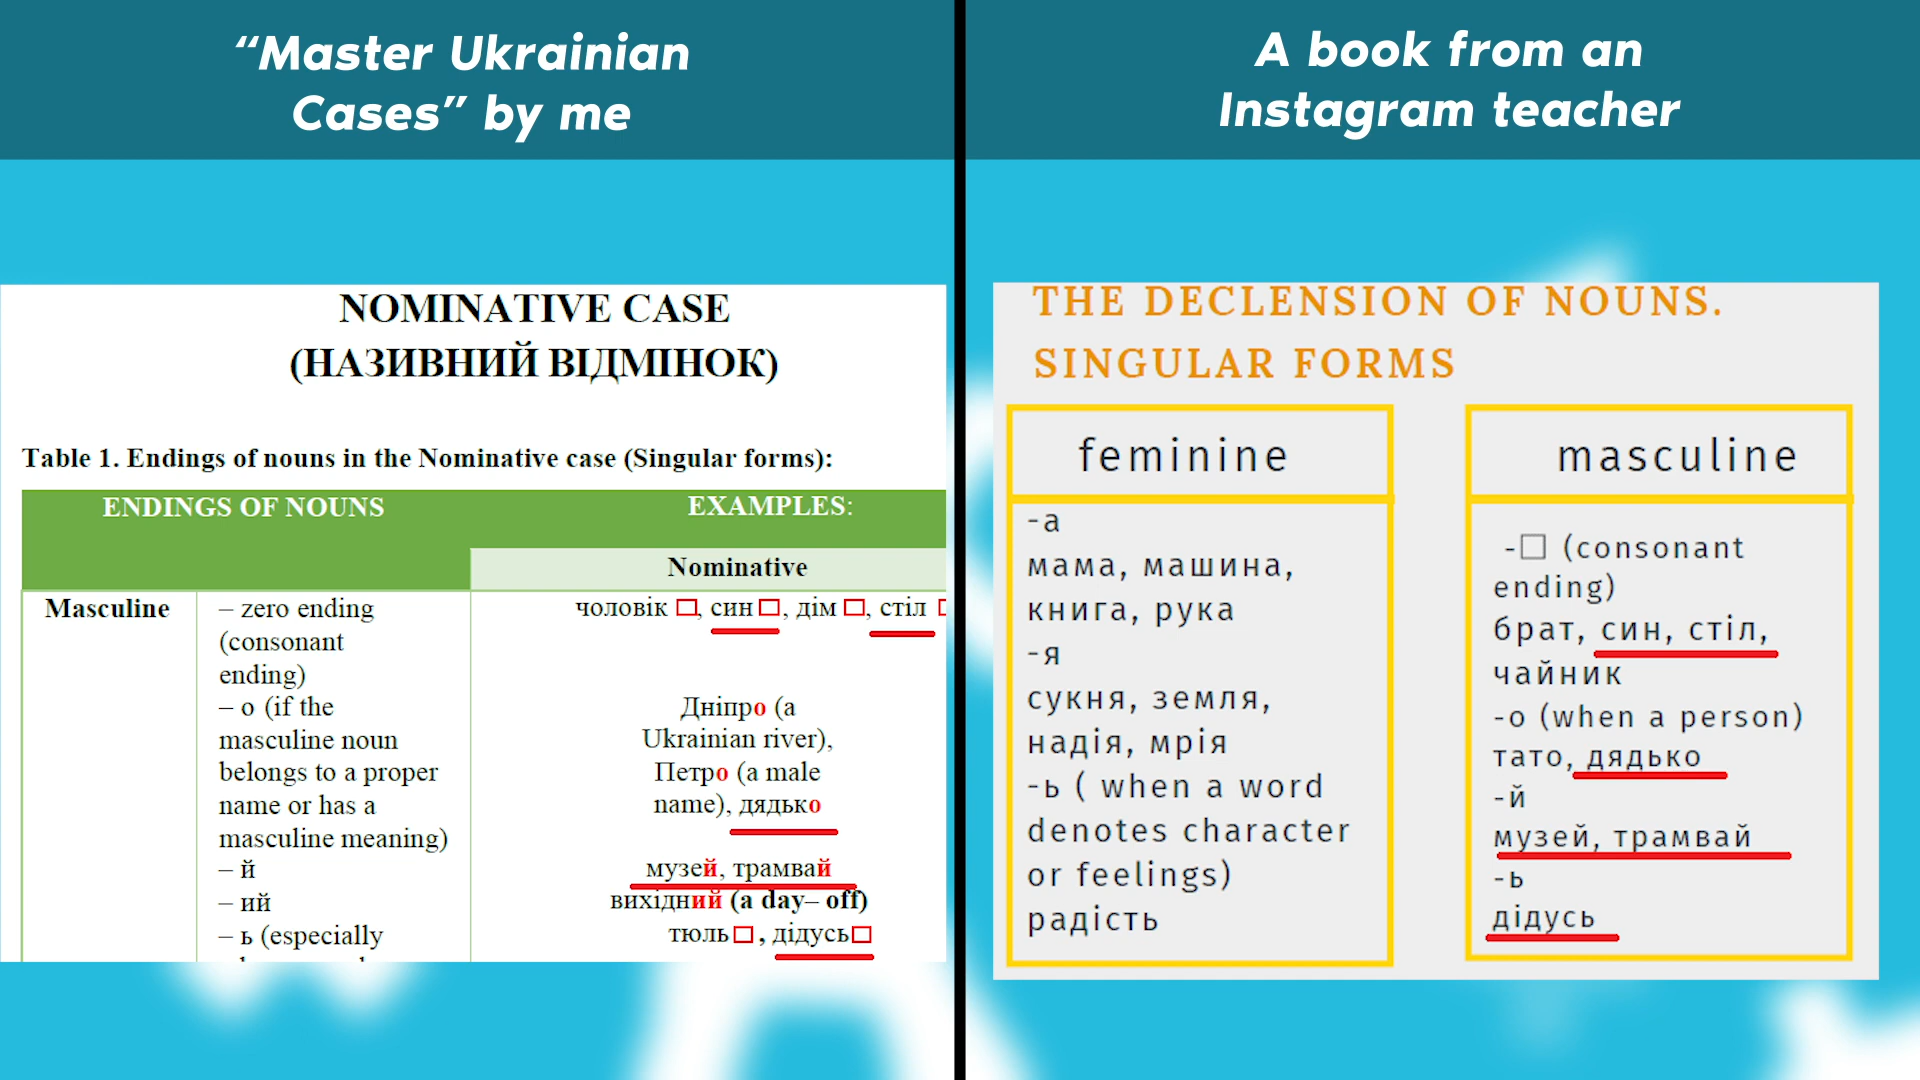 “Master Ukrainian
Cases” by me
NOMINATIVE CASE
(НАЗИВНИЙ ВІДМІНОК)
Table 1. Endings of nouns in the Nominative case (Singular forms):
ENDINGS OF NOUNS
EXAMPLES:
Nominative
Masculine
– zero ending
(consonant
ending)
– о (if the
masculine noun
belongs to a proper
name or has a
masculine meaning)
– й
– ий
– ь (especially
чоловік □, син □, дім □, стіл □
Дніпро (a
Ukrainian river),
Петро (a male
name), дядько
музей, трамвай
вихідний (a day– off)
тюль □, дідусь□
A book from an
Instagram teacher
THE DECLENSION OF NOUNS.
SINGULAR FORMS
feminine
-а
мама, машина,
книга, рука
-я
сукня, земля,
надія, мрія
-ь ( when a word
denotes character
or feelings)
радість
masculine
-□ (consonant
ending)
брат, син, стіл,
чайник
-о (when a person)
тато, дядько
-й
музей, трамвай
-ь
дідусь